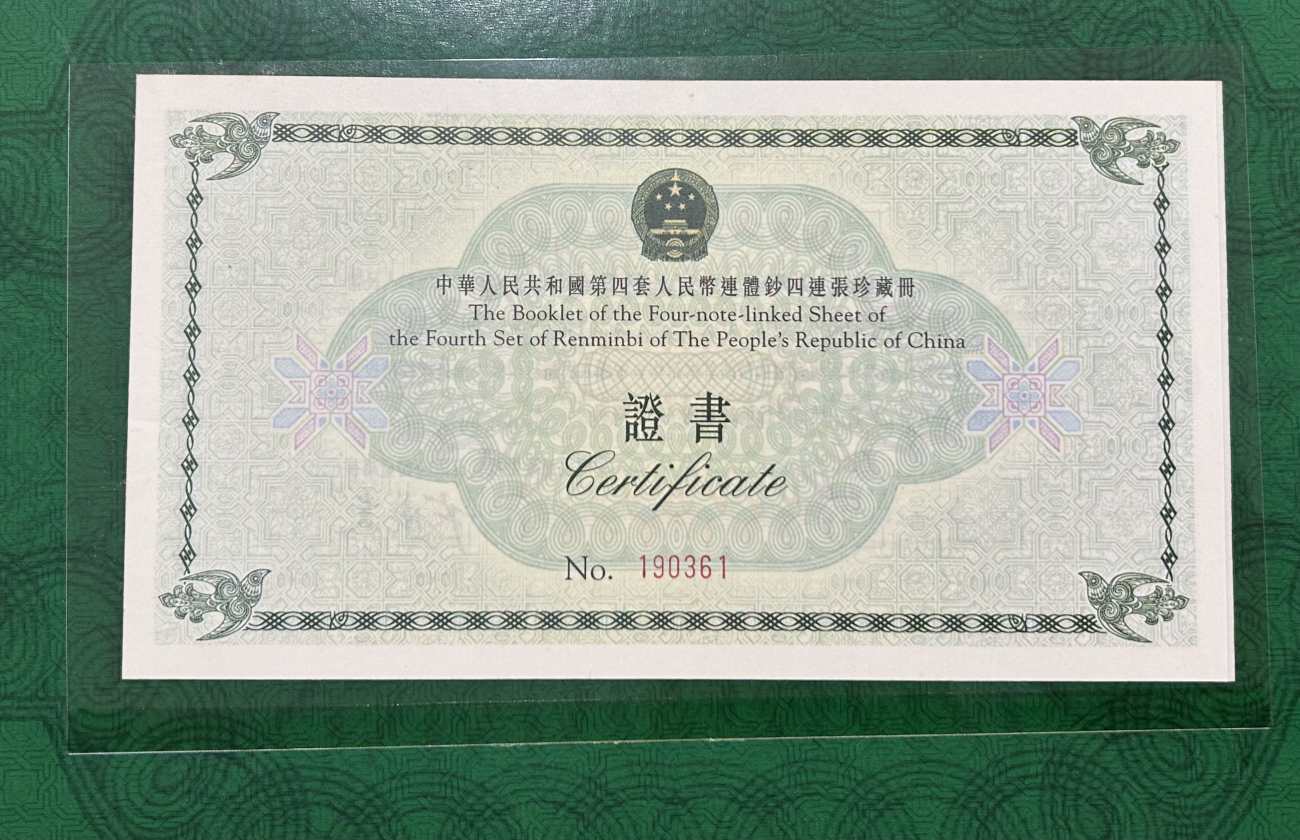 中華人民共和國第四套人民幣連體鈔四連張珍藏冊
The Booklet of the Four-note-linked Sheet of
the Fourth Set of Renminbi of The People's Republic of China
證書
Certificate
No. 190361